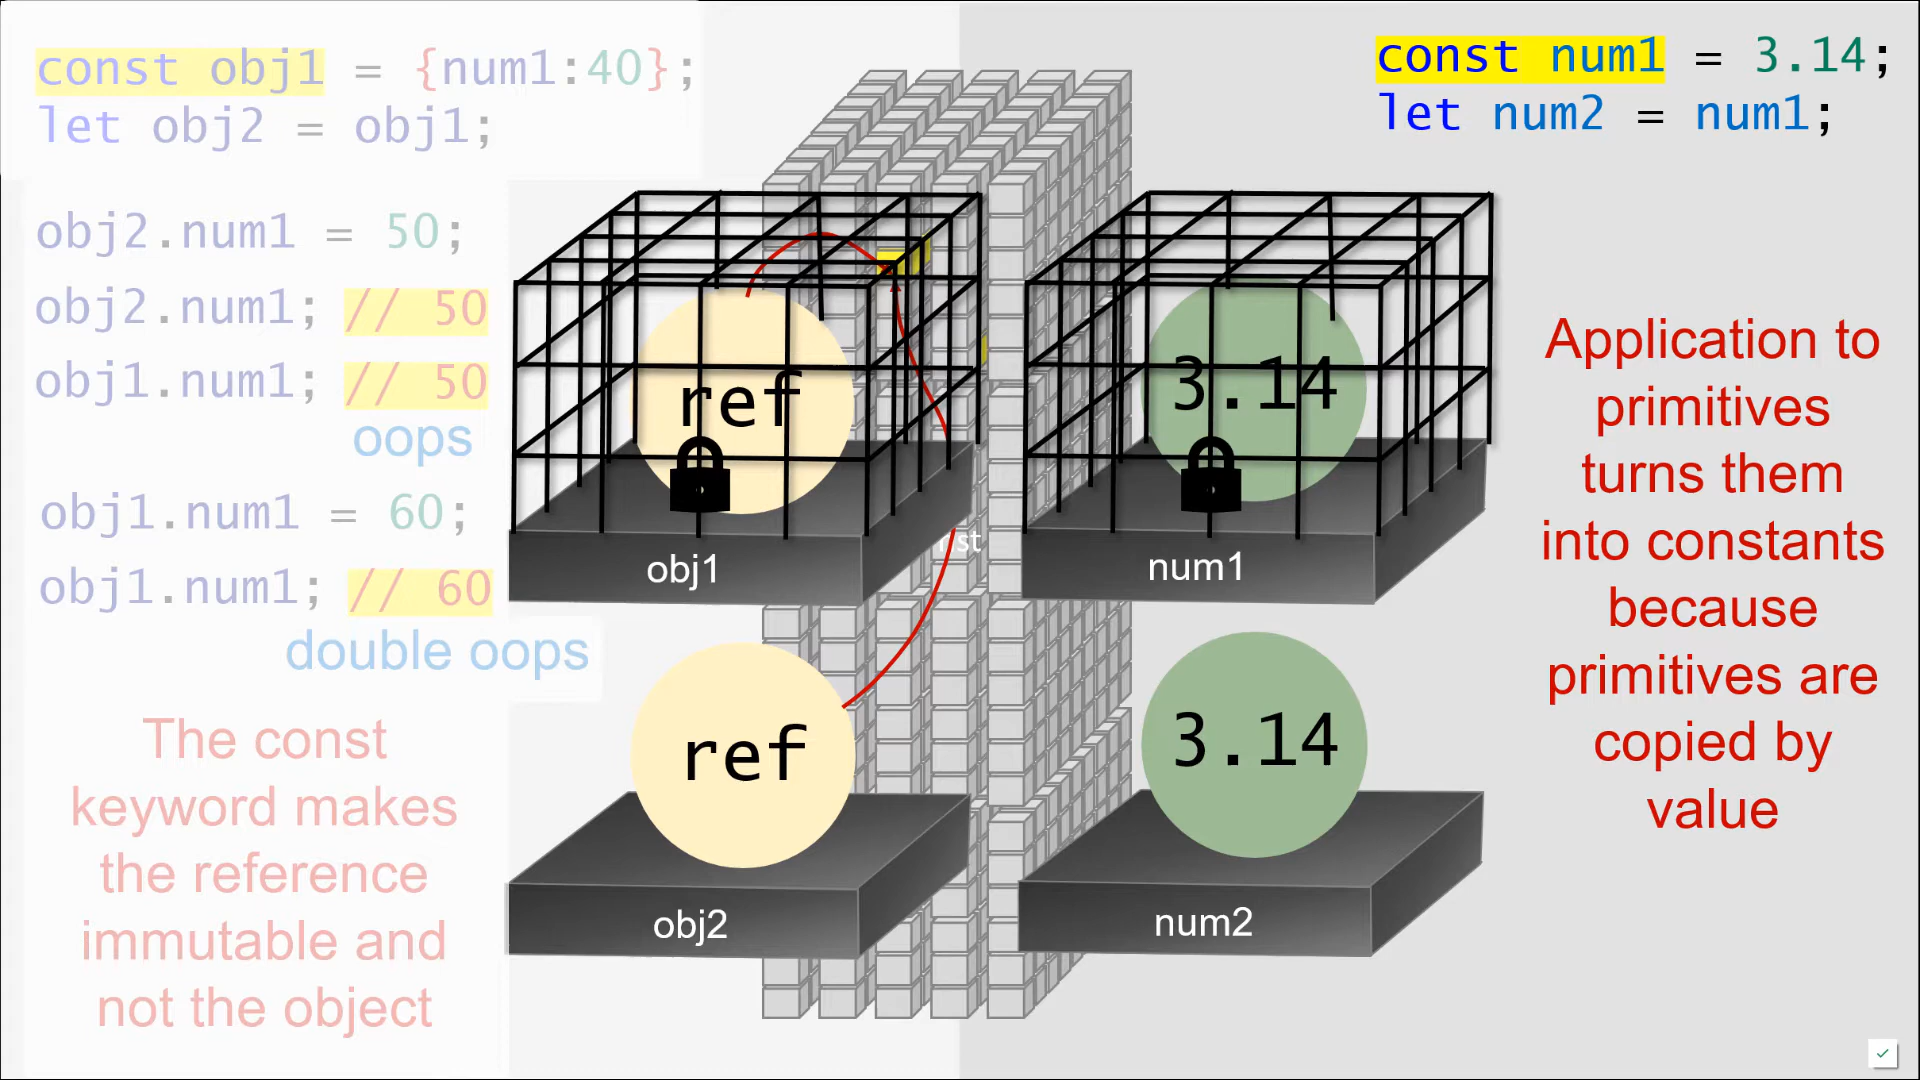 const obj1 = {num1:40};
let obj2 = obj1;
obj2.num1 = 50;
obj2.num1; // 50
obj1.num1; // 50
oops
obj1.num1 = 60;
obj1.num1; // 60
double oops
The const
keyword makes
the reference
immutable and
not the object
ref
obj1
ref
obj2
const num1 = 3.14;
let num2 = num1;
3.14
num1
3.14
num2
Application to
primitives
turns them
into constants
because
primitives are
copied by
value